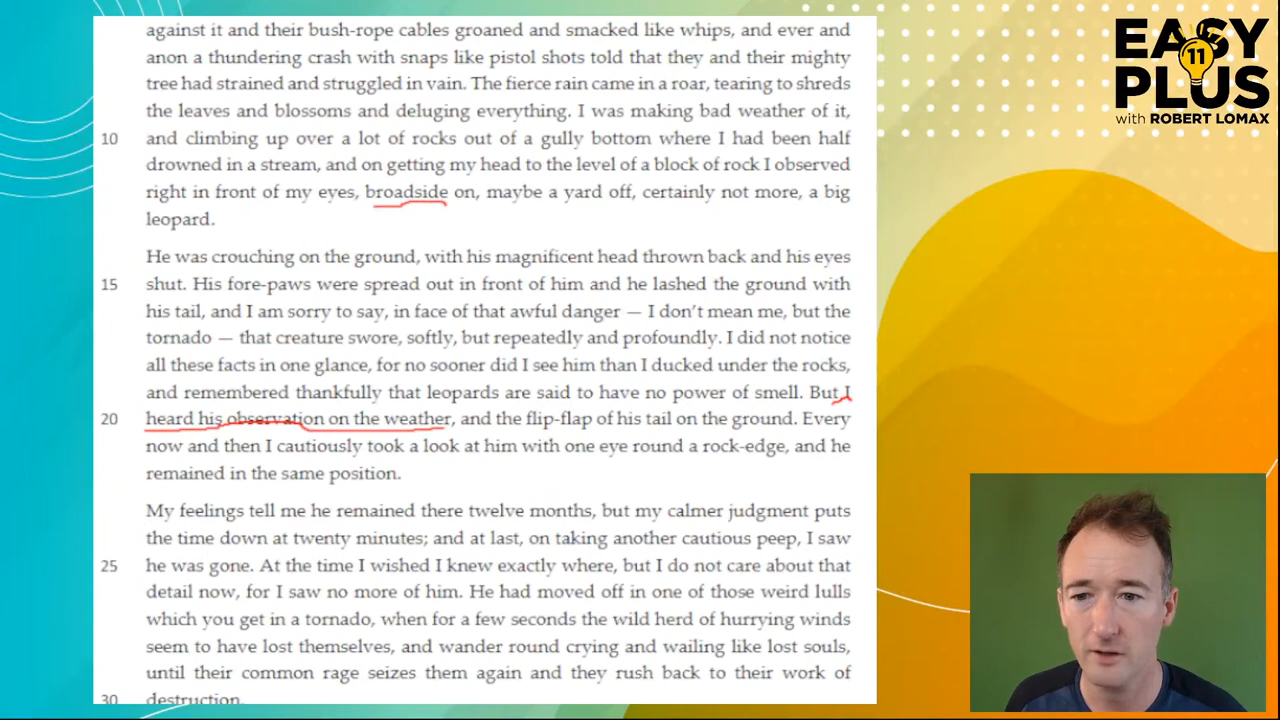 against it and their bush-rope cables groaned and smacked like whips, and ever and
anon a thundering crash with snaps like pistol shots told that they and their mighty
tree had strained and struggled in vain. The fierce rain came in a roar, tearing to shreds
the leaves and blossoms and deluging everything. I was making bad weather of it,
10 and climbing up over a lot of rocks out of a gully bottom where I had been half
drowned in a stream, and on getting my head to the level of a block of rock I observed
right in front of my eyes, broadside on, maybe a yard off, certainly not more, a big
leopard.
He was crouching on the ground, with his magnificent head thrown back and his eyes
15 shut. His fore-paws were spread out in front of him and he lashed the ground with
his tail, and I am sorry to say, in face of that awful danger — I don't mean me, but the
tornado — that creature swore, softly, but repeatedly and profoundly. I did not notice
all these facts in one glance, for no sooner did I see him than I ducked under the rocks,
and remembered thankfully that leopards are said to have no power of smell. But I
20 heard his observation on the weather, and the flip-flap of his tail on the ground. Every
now and then I cautiously took a look at him with one eye round a rock-edge, and he
remained in the same position.
My feelings tell me he remained there twelve months, but my calmer judgment puts
the time down at twenty minutes; and at last, on taking another cautious peep, I saw
25 he was gone. At the time I wished I knew exactly where, but I do not care about that
detail now, for I saw no more of him. He had moved off in one of those weird lulls
which you get in a tornado, when for a few seconds the wild herd of hurrying winds
seem to have lost themselves, and wander round crying and wailing like lost souls,
until their common rage seizes them again and they rush back to their work of
30 destruction.
EASY
11
PLUS
with ROBERT LOMAX